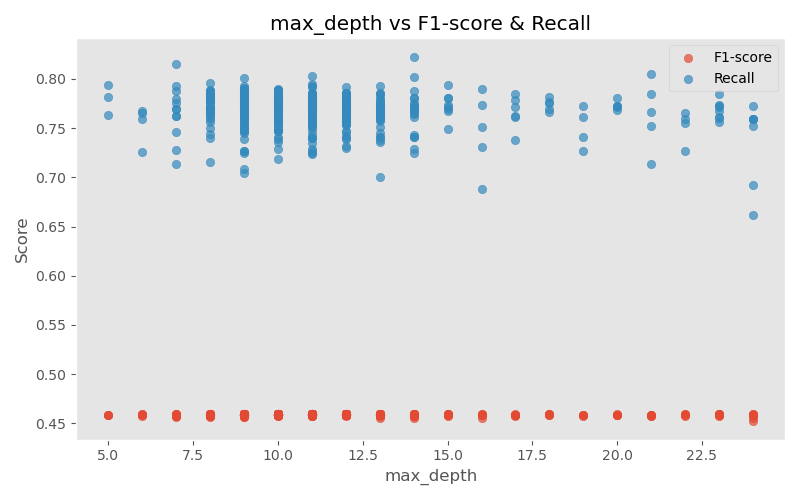 max_depth vs F1-score & Recall
F1-score
Recall
0.80
0.75
0.70
0.65
0.60
0.55
0.50
0.45
Score
5.0 7.5 10.0 12.5 15.0 17.5 20.0 22.5
max_depth